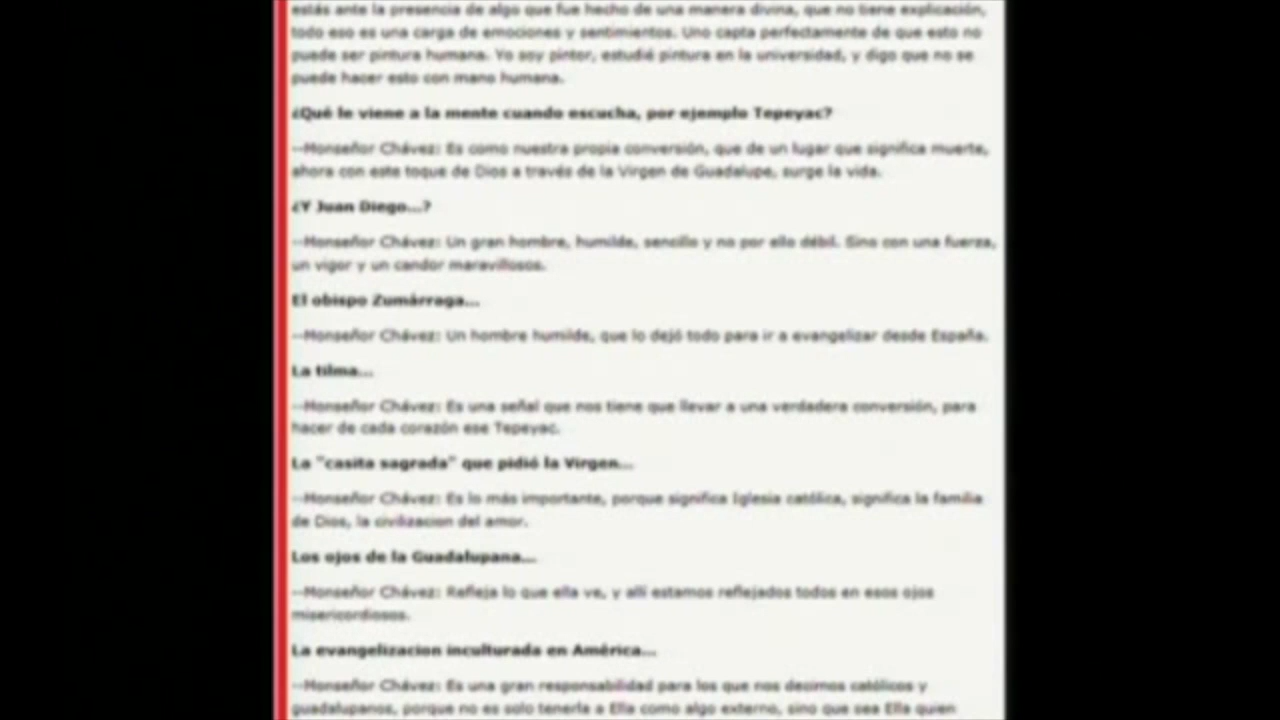 estás ante la presencia de algo que fue hecho de una manera divina, que no tiene explicación,
todo eso es una carga de emociones y sentimientos. Uno capta perfectamente de que esto no
puede ser pintura humana. Yo soy pintor, estudié pintura en la universidad, y digo que no se
puede hacer esto con mano humana.
¿Qué le viene a la mente cuando escucha, por ejemplo Tepeyac?
--Monseñor Chávez: Es como nuestra propia conversión, que de un lugar que significa muerte,
ahora con este toque de Dios a través de la Virgen de Guadalupe, surge la vida.
¿Y Juan Diego...?
--Monseñor Chávez: Un gran hombre, humilde, sencillo y no por ello débil. Sino con una fuerza,
un vigor y un candor maravillosos.
El obispo Zumárraga...
--Monseñor Chávez: Un hombre humilde, que lo dejó todo para ir a evangelizar desde España.
La tilma...
--Monseñor Chávez: Es una señal que nos tiene que llevar a una verdadera conversión, para
hacer de cada corazón ese Tepeyac.
La "casita sagrada" que pidió la Virgen...
--Monseñor Chávez: Es lo más importante, porque significa Iglesia católica, significa la familia
de Dios, la civilizacion del amor.
Los ojos de la Guadalupana...
--Monseñor Chávez: Refleja lo que ella ve, y allí estamos reflejados todos en esos ojos
misericordiosos.
La evangelizacion inculturada en América...
--Monseñor Chávez: Es una gran responsabilidad para los que nos decimos católicos y
guadalupanos, porque no es solo tenerla a Ella como algo externo, sino que sea Ella quien